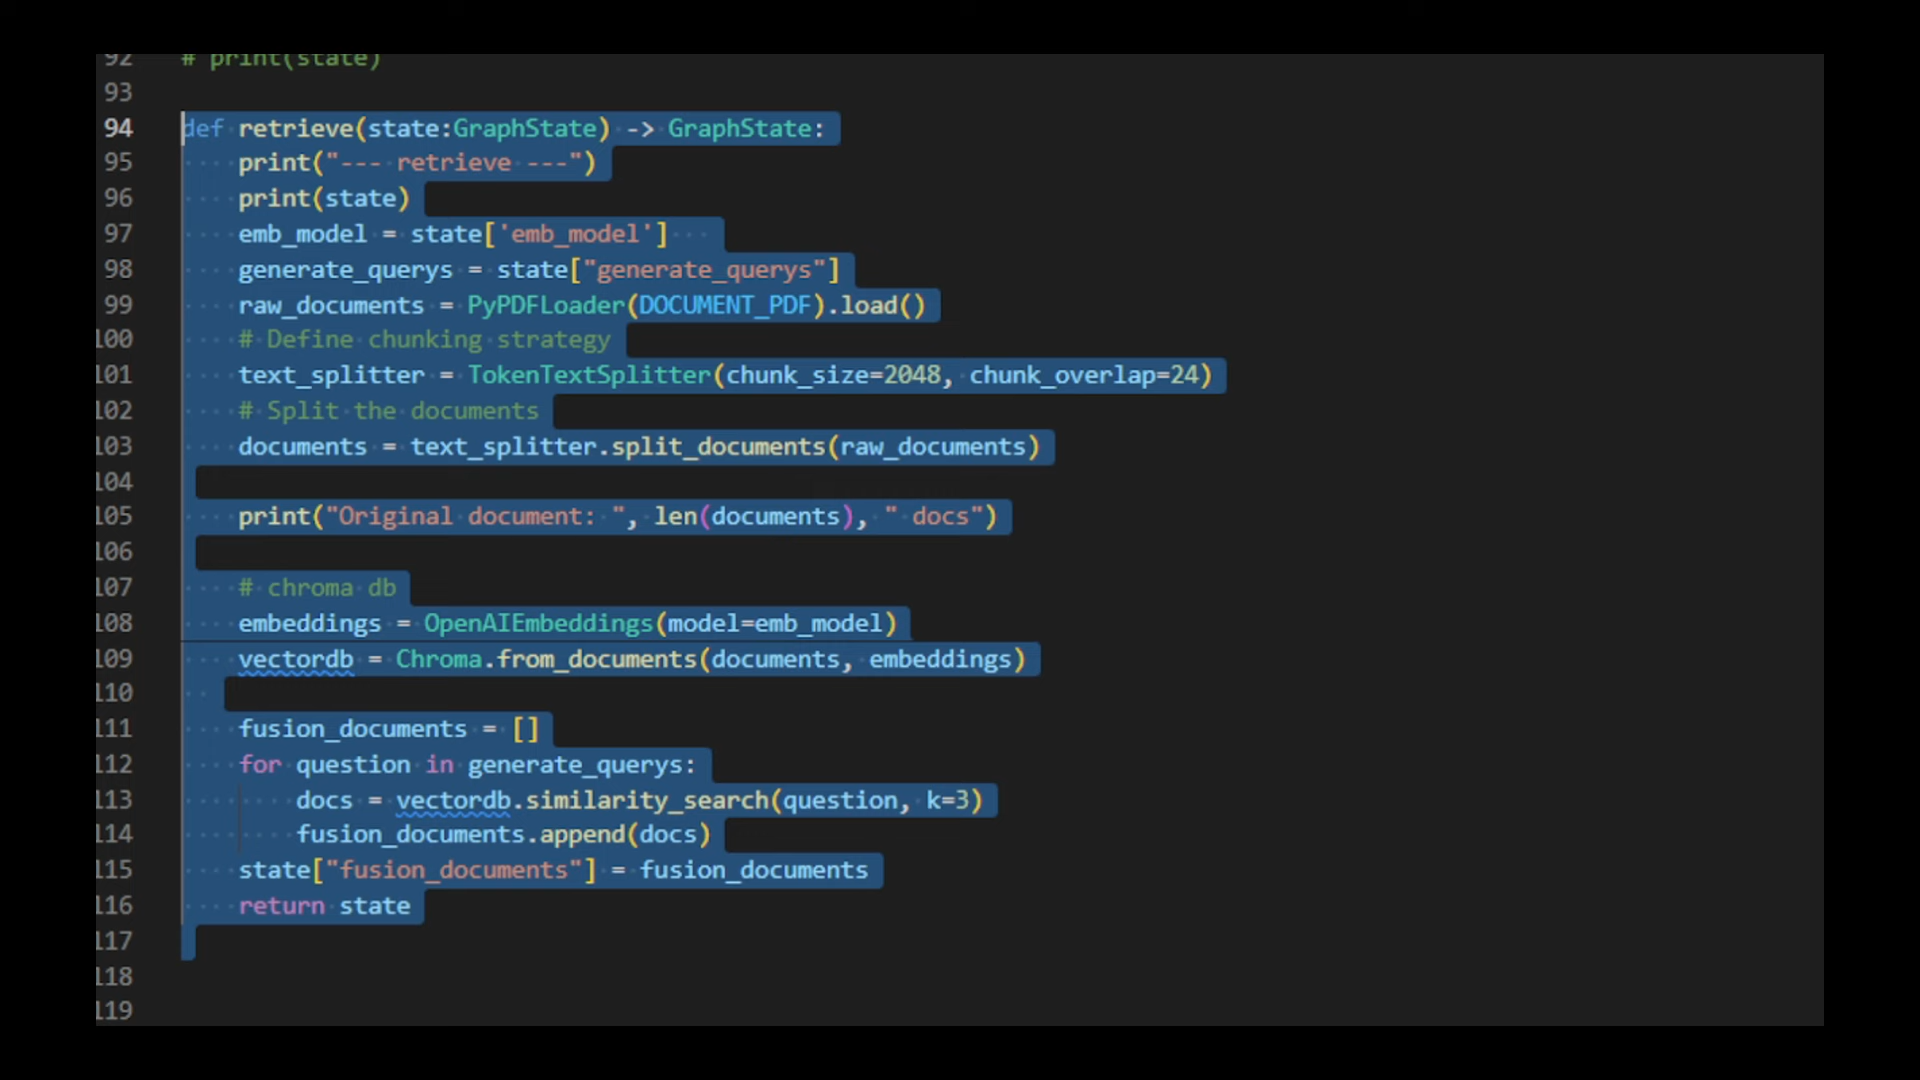 92 # print(state)
93
94 def retrieve(state:GraphState) -> GraphState:
95     print("--- retrieve ---")
96     print(state)
97     emb_model = state['emb_model']
98     generate_querys = state["generate_querys"]
99     raw_documents = PyPDFLoader(DOCUMENT_PDF).load()
100     # Define chunking strategy
101     text_splitter = TokenTextSplitter(chunk_size=2048, chunk_overlap=24)
102     # Split the documents
103     documents = text_splitter.split_documents(raw_documents)
104
105     print("Original document: ", len(documents), " docs")
106
107     # chroma db
108     embeddings = OpenAIEmbeddings(model=emb_model)
109     vectordb = Chroma.from_documents(documents, embeddings)
110
111     fusion_documents = []
112     for question in generate_querys:
113         docs = vectordb.similarity_search(question, k=3)
114         fusion_documents.append(docs)
115     state["fusion_documents"] = fusion_documents
116     return state
117
118
119